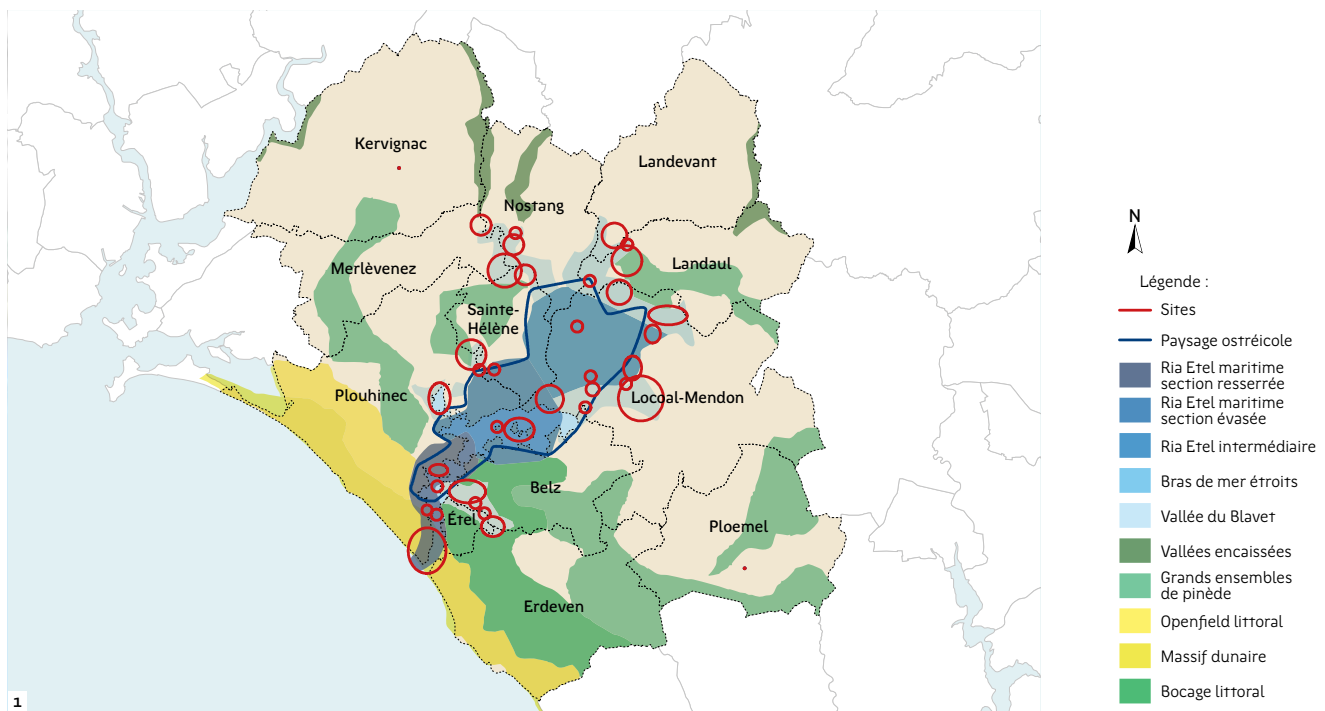 Kervignac
Landevant
Nostang
Merlèvenez
Landaul
Sainte-
Hélène
Plouhinec
Locoal-Mendon
Belz
Étel
Ploemel
Erdeven
1
N
Légende :
Sites
Paysage ostréicole
Ria Etel maritime
section resserrée
Ria Etel maritime
section évasée
Ria Etel intermédiaire
Bras de mer étroits
Vallée du Blavet
Vallées encaissées
Grands ensembles
de pinède
Openfield littoral
Massif dunaire
Bocage littoral